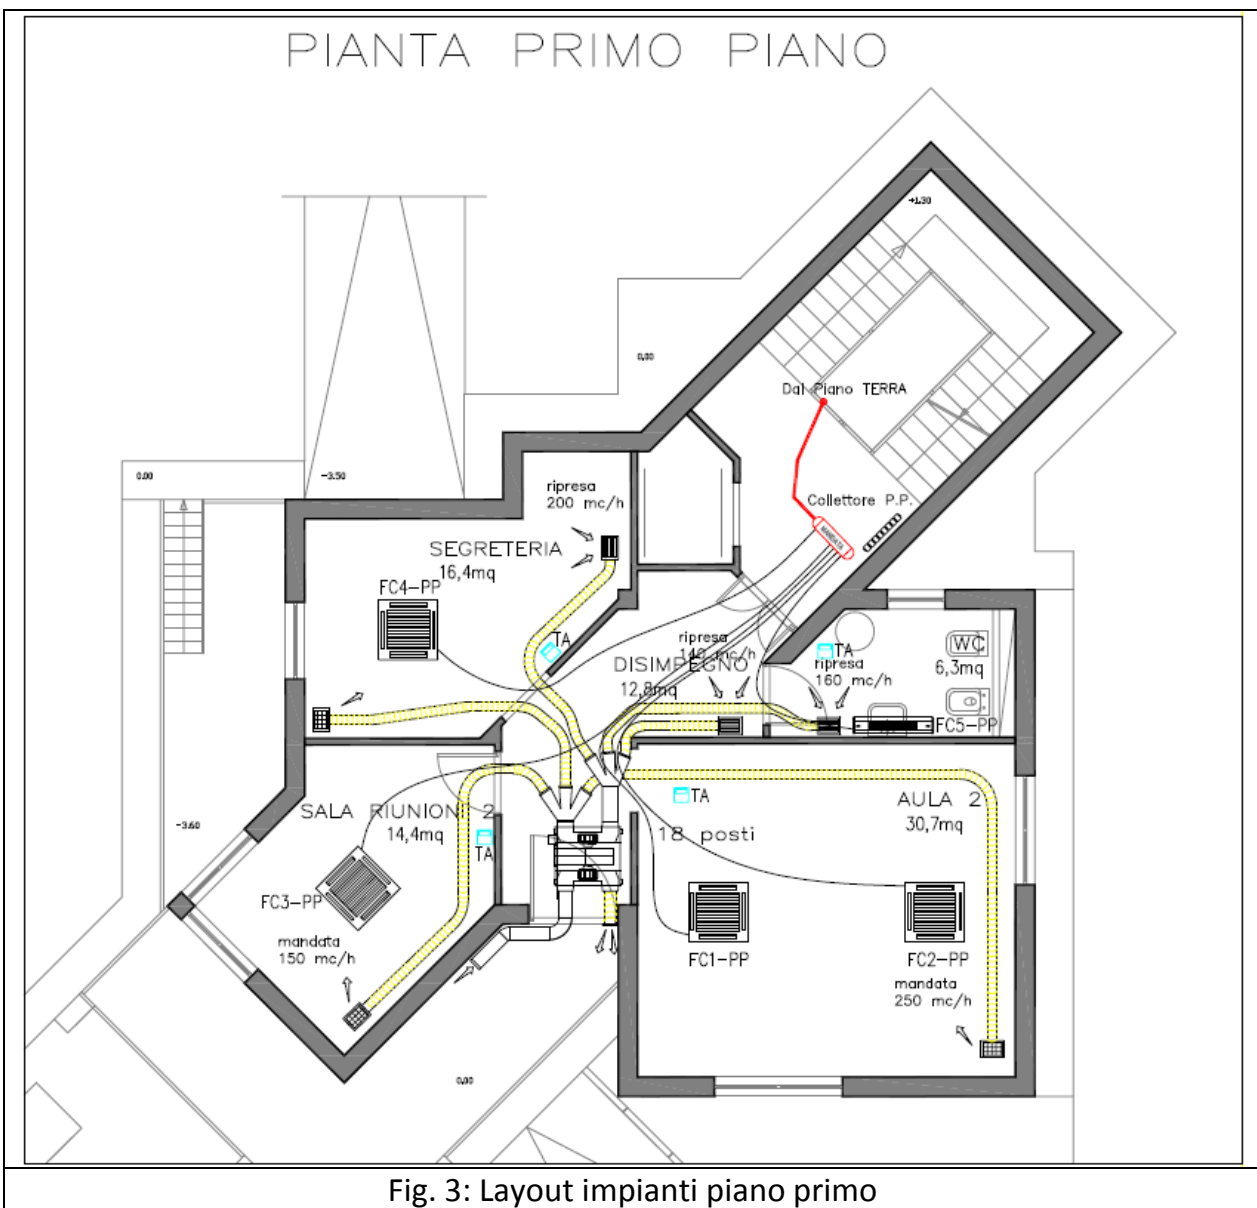 PIANTA PRIMO PIANO
+1.30
0,00
Dal Piano TERRA
0.00
-3.50
ripresa
200 mc/h
Collettore P.P.
MANDATA
SEGRETERIA
16,4mq
FC4-PP
TA
ripresa
140 mc/h
DISIMPEGNO
12,8mq
TA
ripresa
160 mc/h
WC
6,3mq
FC5-PP
SALA RIUNIONI 2
14,4mq
TA
TA
AULA 2
30,7mq
18 posti
-3.60
FC3-PP
mandata
150 mc/h
FC1-PP
FC2-PP
mandata
250 mc/h
0,00
Fig. 3: Layout impianti piano primo